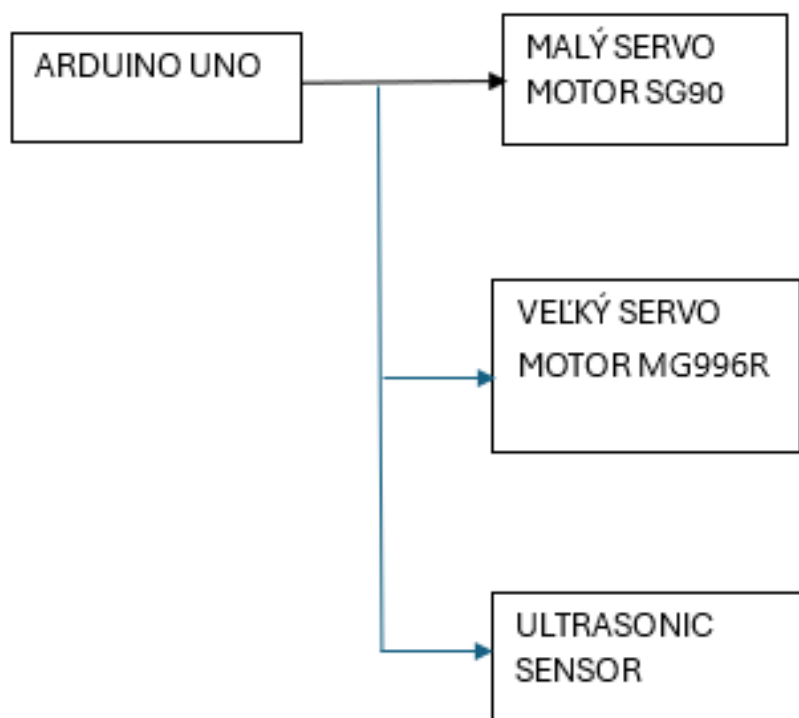 ARDUINO UNO
MALÝ SERVO
MOTOR SG90
VEĽKÝ SERVO
MOTOR MG996R
ULTRASONIC
SENSOR